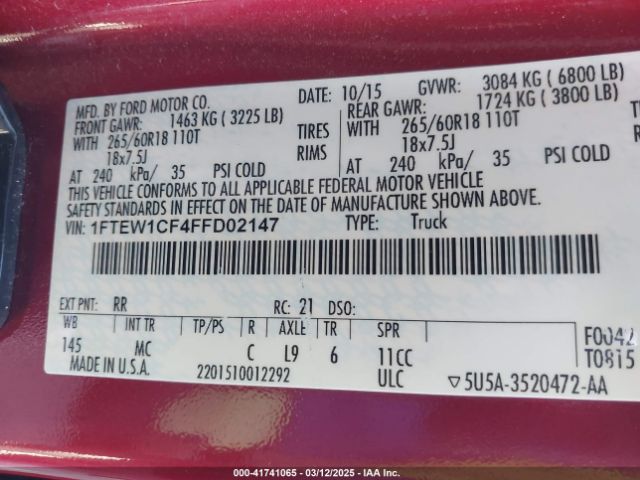 MFD. BY FORD MOTOR CO. DATE: 10/15 GVWR: 3084 KG ( 6800 LB)
FRONT GAWR: 1463 KG ( 3225 LB) REAR GAWR: 1724 KG ( 3800 LB)
WITH 265/60R18 110T TIRES WITH 265/60R18 110T
18x7.5J RIMS 18x7.5J
AT 240 kPa/ 35 PSI COLD AT 240 kPa/ 35 PSI COLD
THIS VEHICLE CONFORMS TO ALL APPLICABLE FEDERAL MOTOR VEHICLE
SAFETY STANDARDS IN EFFECT ON THE DATE OF MANUFACTURE SHOWN ABOVE.
VIN: 1FTEW1CF4FFD02147 TYPE: Truck
EXT PNT: RR RC: 21 DSO:
WB INT TR TP/PS R AXLE TR SPR
145 MC C L9 6 11CC F0042
MADE IN U.S.A. 2201510012292 ULC ▽5U5A-3520472-AA T0815
000-41741065 | 03/12/2025 | IAAI.COM